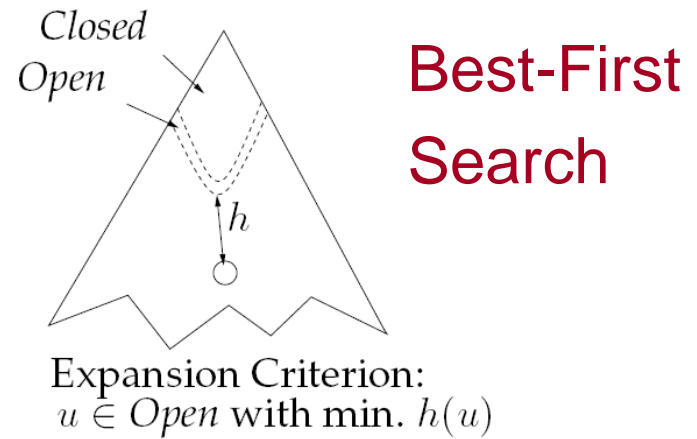 Closed
Open
Best-First
Search
h
Expansion Criterion:
u ∈ Open with min. h(u)